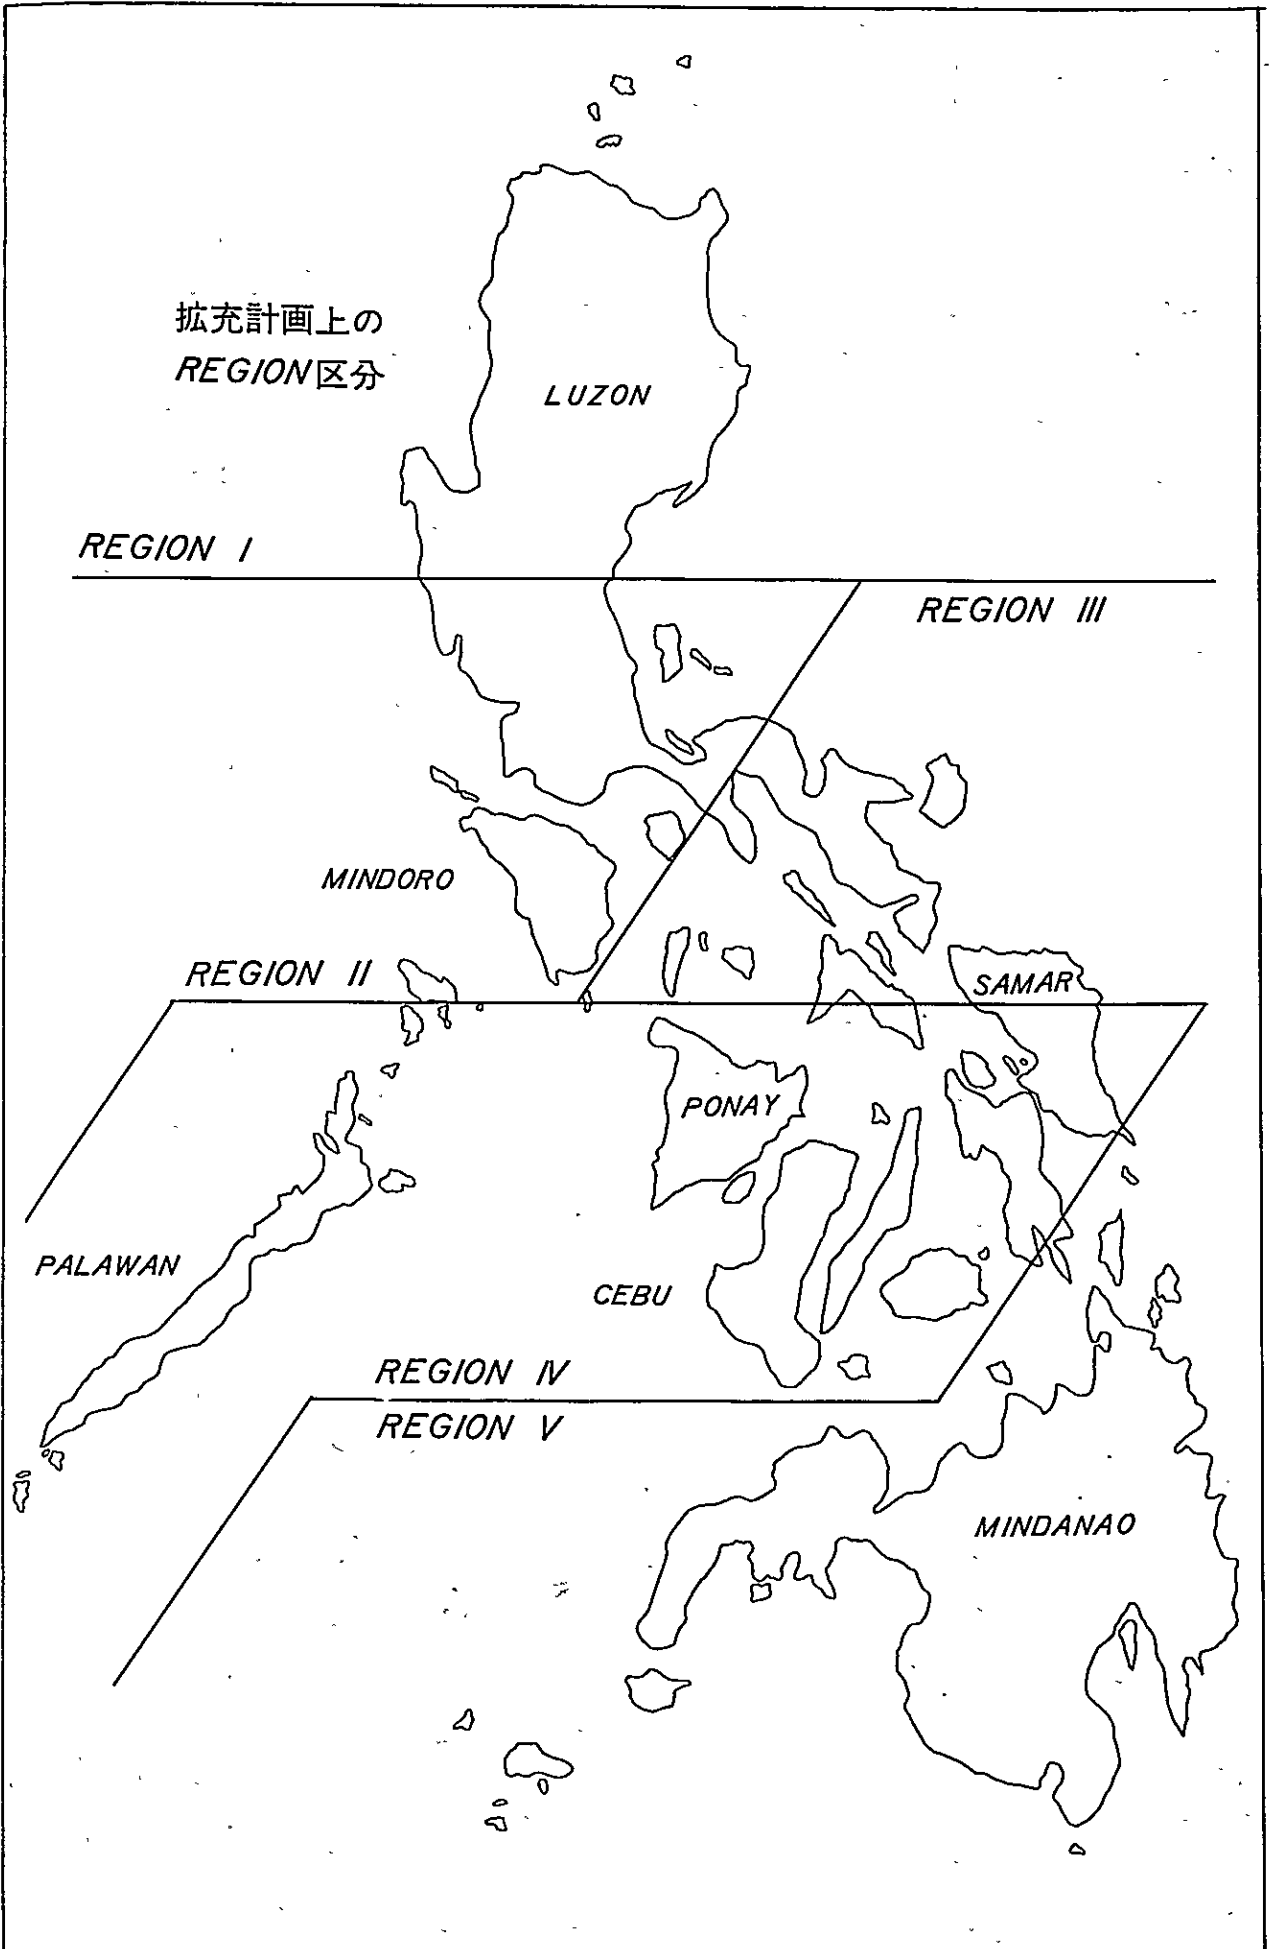 拡充計画上の
REGION区分
LUZON
REGION I
REGION III
MINDORO
REGION II
SAMAR
PONAY
PALAWAN
CEBU
REGION IV
REGION V
MINDANAO